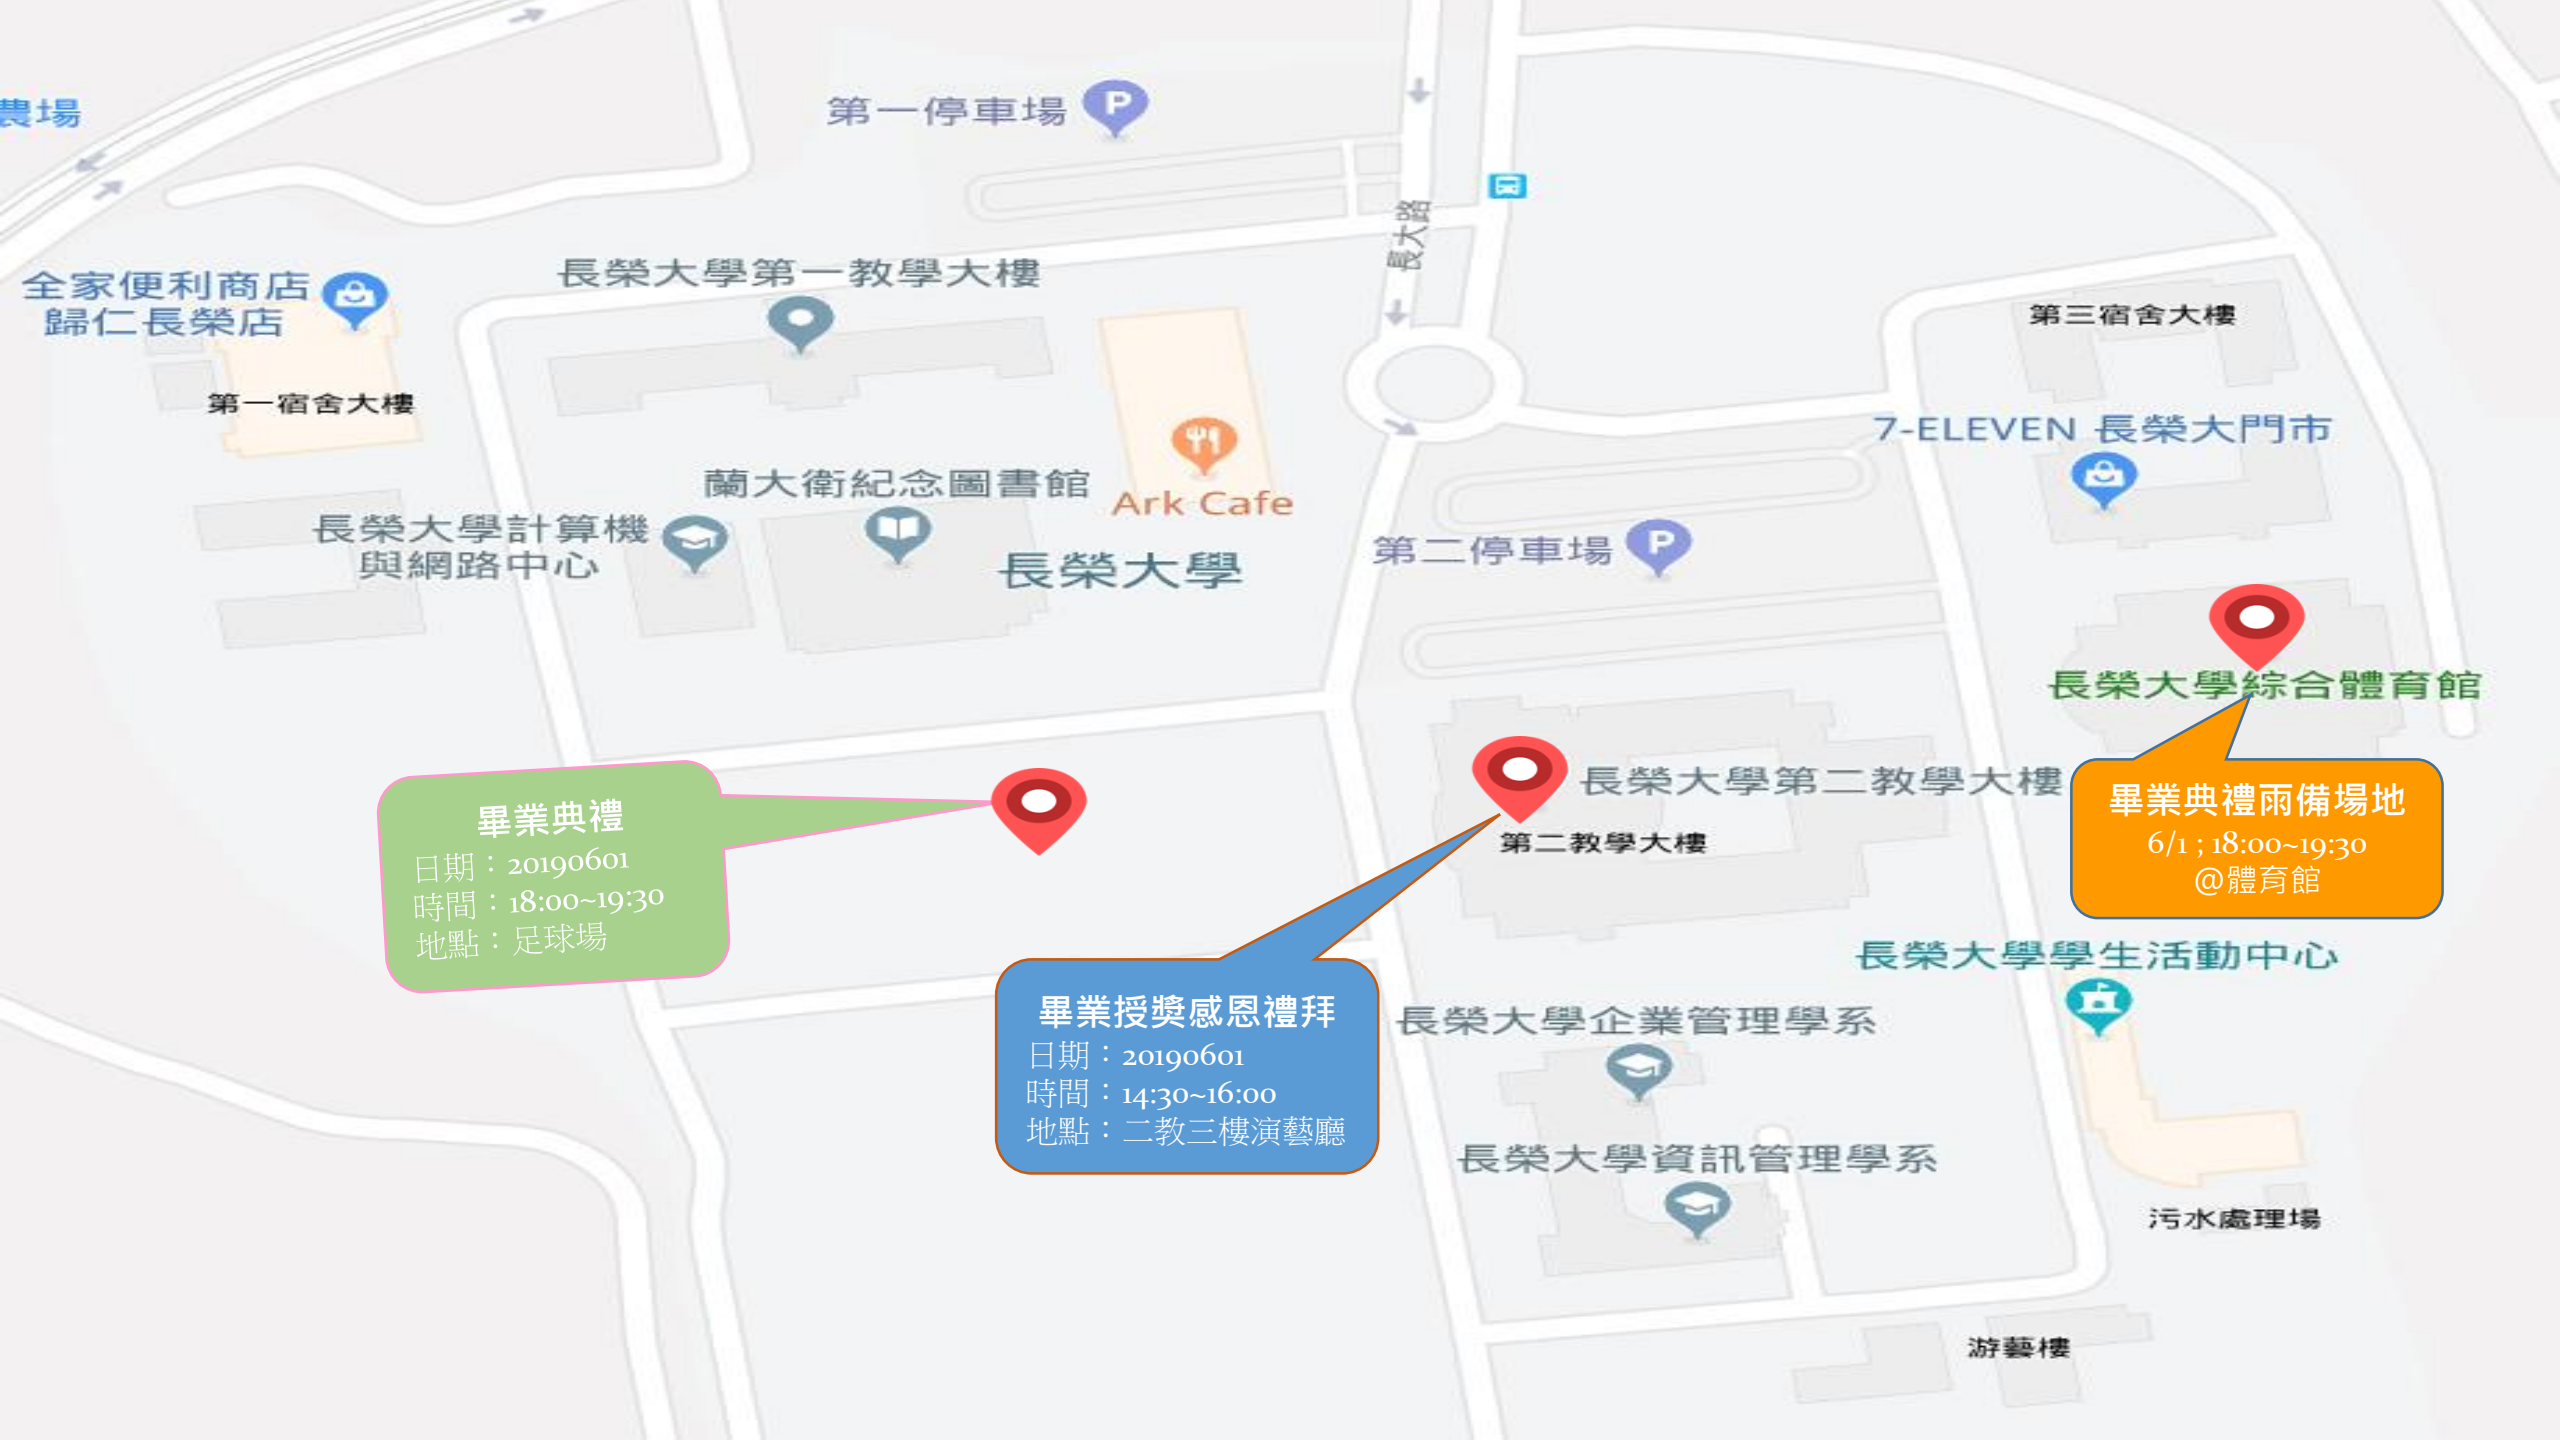 農場
第一停車場
P
長大路
全家便利商店
歸仁長榮店
長榮大學第一教學大樓
第三宿舍大樓
第一宿舍大樓
7-ELEVEN 長榮大門市
蘭大衛紀念圖書館
Ark Cafe
長榮大學計算機
與網路中心
長榮大學
第二停車場
P
長榮大學綜合體育館
長榮大學第二教學大樓
第二教學大樓
畢業典禮
日期：20190601
時間：18:00~19:30
地點：足球場
畢業典禮雨備場地
6/1 ; 18:00~19:30
@體育館
長榮大學學生活動中心
畢業授獎感恩禮拜
日期：20190601
時間：14:30~16:00
地點：二教三樓演藝廳
長榮大學企業管理學系
長榮大學資訊管理學系
污水處理場
游藝樓